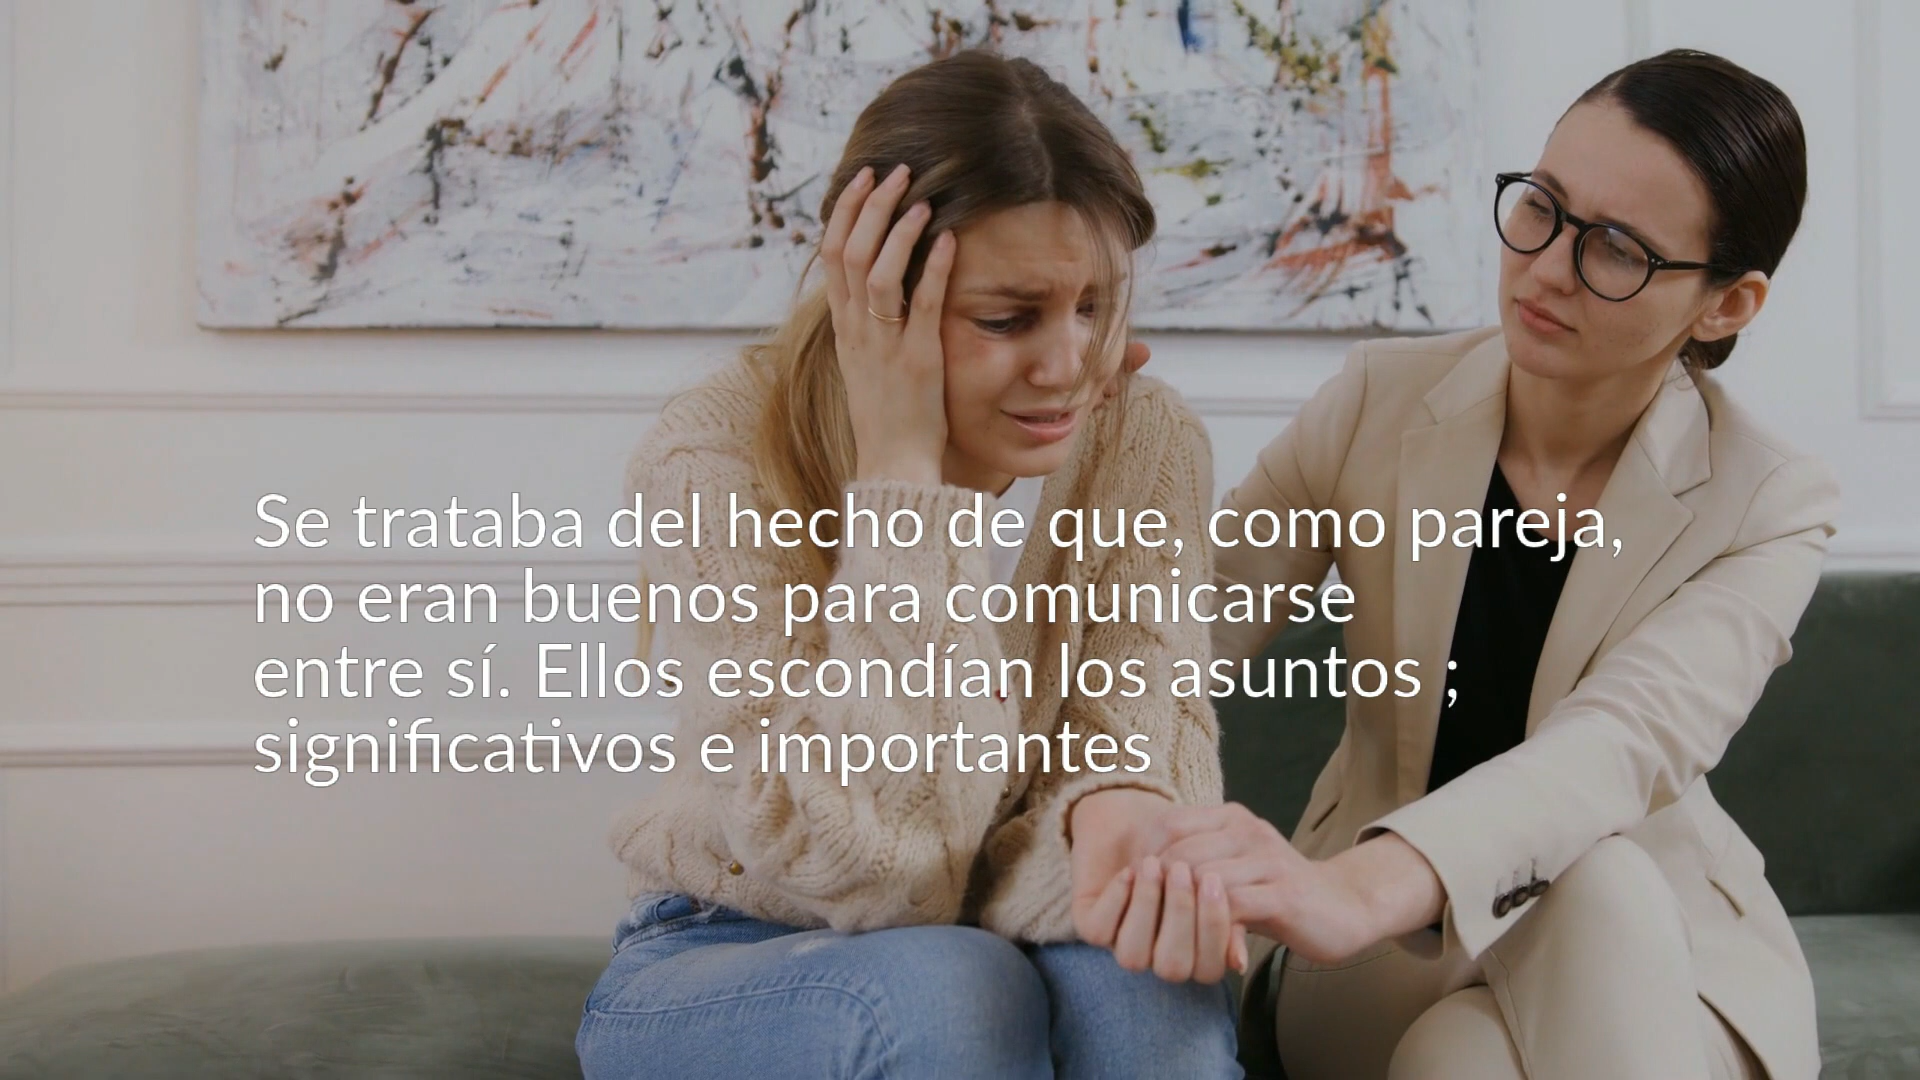 Se trataba del hecho de que, como pareja,
no eran buenos para comunicarse
entre sí. Ellos escondían los asuntos ;
significativos e importantes